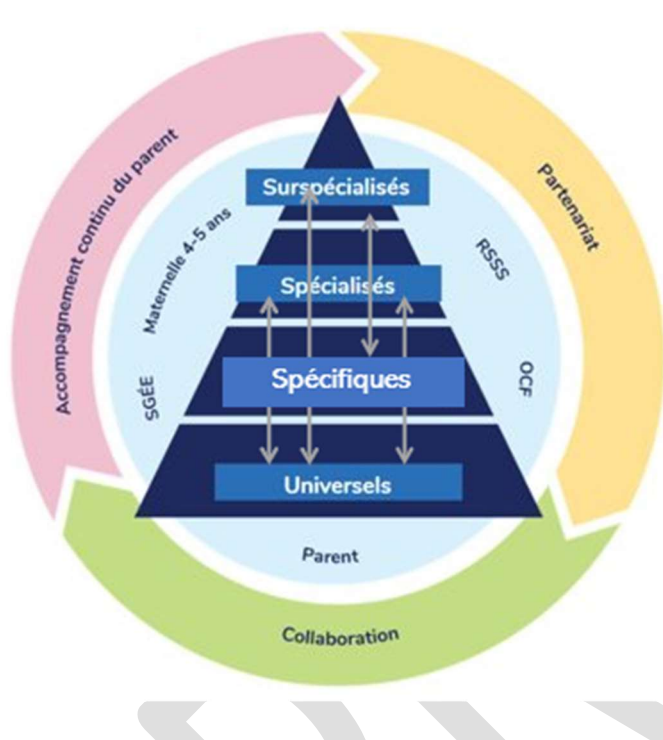 Accompagnement continu du parent
Partenariat
Surspécialisés
Maternelle 4-5 ans
RSSS
Spécialisés
Spécifiques
OCF
SGÉE
Universels
Parent
Collaboration